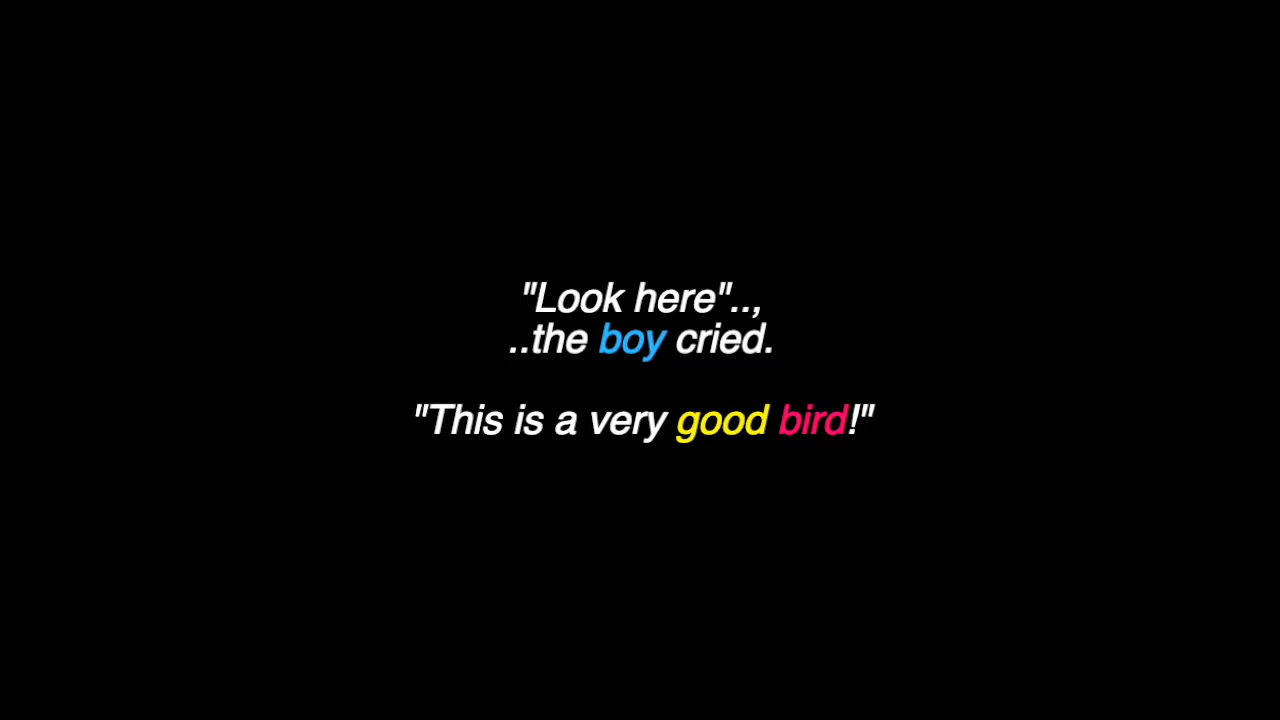 "Look here"..,
..the boy cried.
"This is a very good bird!"